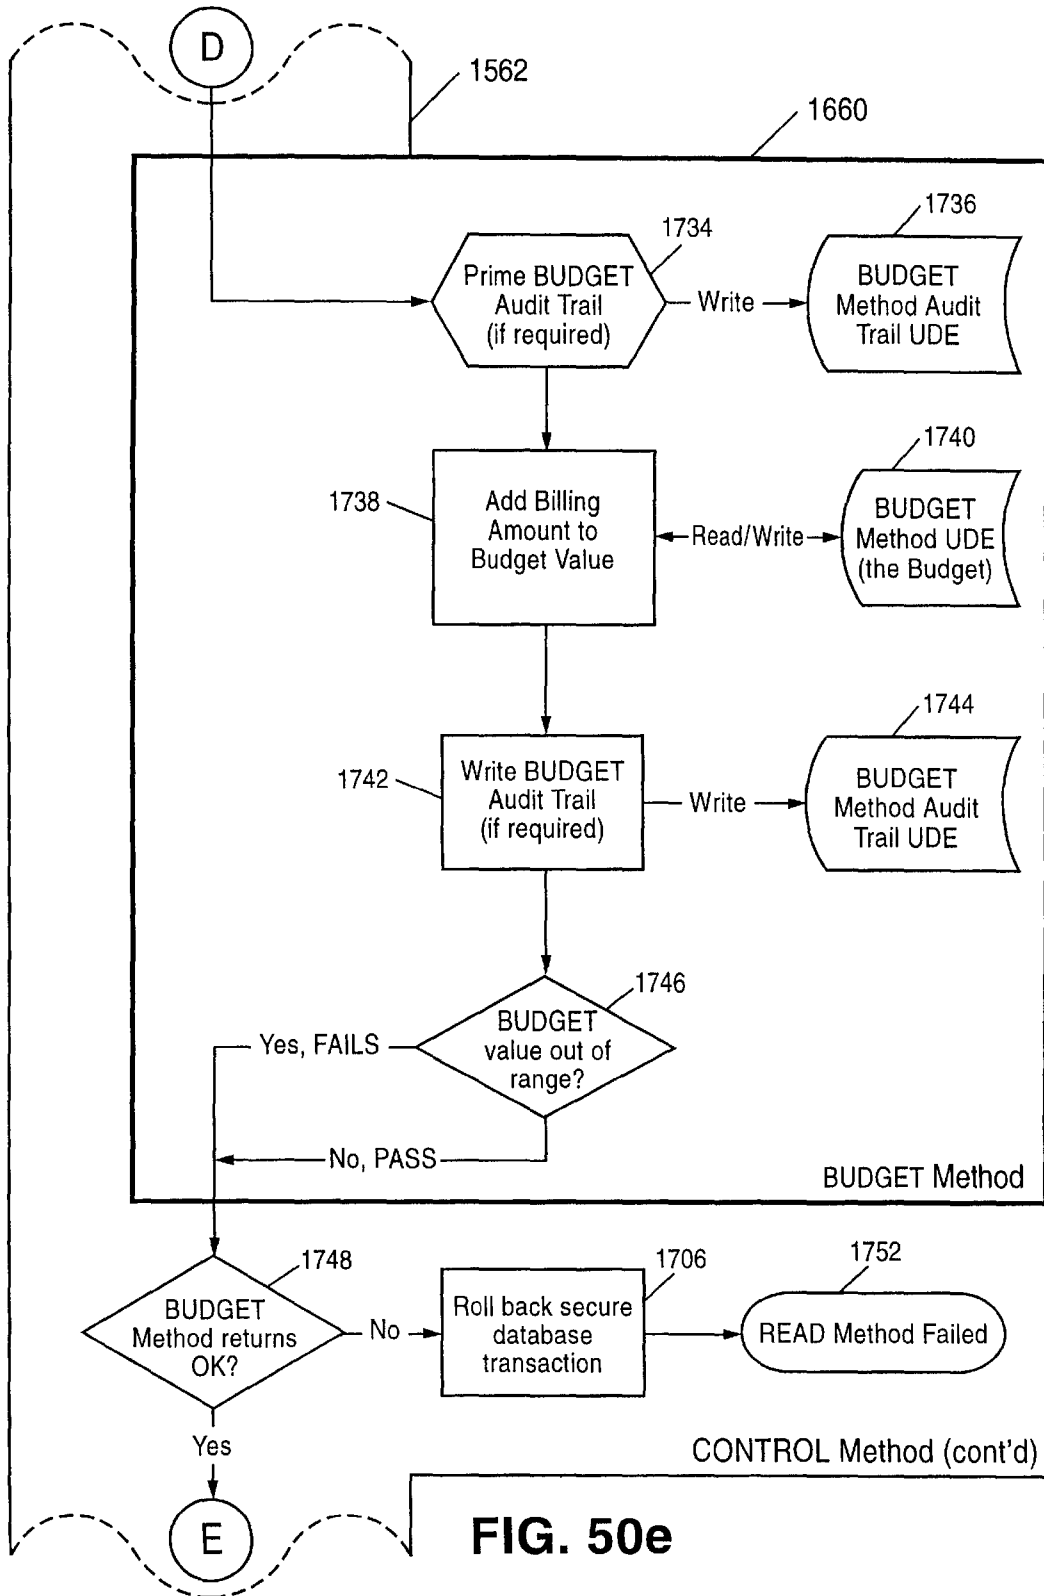 D
1562
1660
1734
1736
Prime BUDGET
Audit Trail
(if required)
Write
BUDGET
Method Audit
Trail UDE
1738
Add Billing
Amount to
Budget Value
Read/Write
1740
BUDGET
Method UDE
(the Budget)
1742
Write BUDGET
Audit Trail
(if required)
Write
1744
BUDGET
Method Audit
Trail UDE
1746
BUDGET
value out of
range?
Yes, FAILS
No, PASS
BUDGET Method
1748
BUDGET
Method returns
OK?
No
1706
Roll back secure
database
transaction
1752
READ Method Failed
Yes
CONTROL Method (cont'd)
E
FIG. 50e